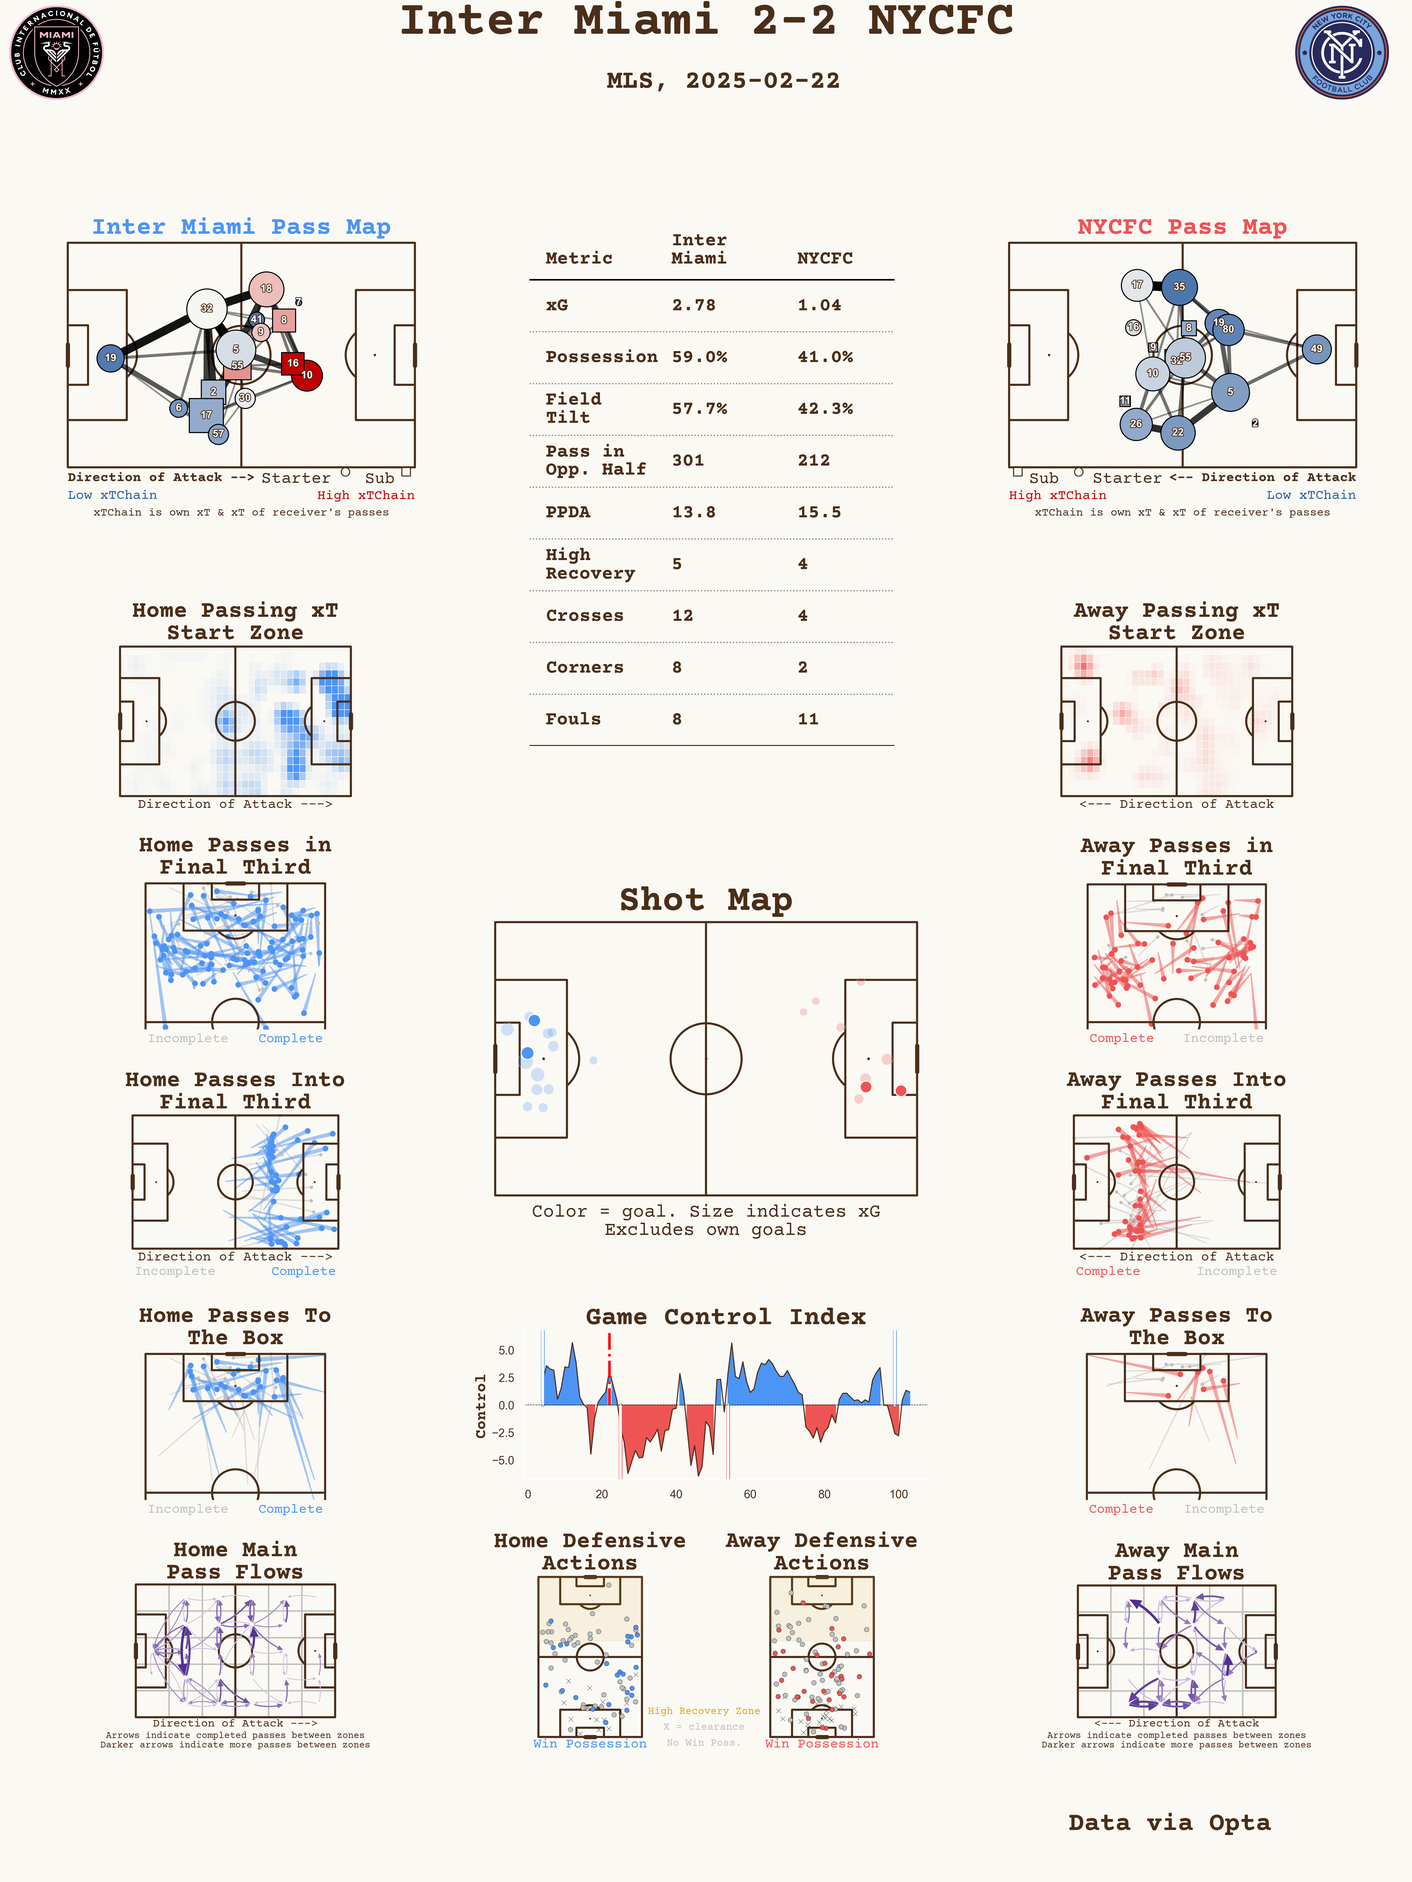 Inter Miami 2-2 NYCFC
MLS, 2025-02-22
CLUB INTERNACIONAL DE FÚTBOL
MIAMI
MMXX
NEW YORK CITY
FOOTBALL CLUB
Inter Miami Pass Map
18
7
32
41
8
9
5
19
55
16
10
2
30
6
17
57
Direction of Attack --> Starter Sub
Low xTChain High xTChain
xTChain is own xT & xT of receiver's passes
Metric Inter Miami NYCFC
xG 2.78 1.04
Possession 59.0% 41.0%
Field Tilt 57.7% 42.3%
Pass in Opp. Half 301 212
PPDA 13.8 15.5
High Recovery 5 4
Crosses 12 4
Corners 8 2
Fouls 8 11
NYCFC Pass Map
17
35
16
8
19
80
9
32
55
49
10
5
11
26
22
2
Sub Starter <-- Direction of Attack
High xTChain Low xTChain
xTChain is own xT & xT of receiver's passes
Home Passing xT
Start Zone
Direction of Attack --->
Away Passing xT
Start Zone
<--- Direction of Attack
Home Passes in
Final Third
Incomplete Complete
Away Passes in
Final Third
Complete Incomplete
Shot Map
Color = goal. Size indicates xG
Excludes own goals
Home Passes Into
Final Third
Direction of Attack --->
Incomplete Complete
Away Passes Into
Final Third
<--- Direction of Attack
Complete Incomplete
Home Passes To
The Box
Incomplete Complete
Game Control Index
Control
5.0
2.5
0.0
−2.5
−5.0
0 20 40 60 80 100
Away Passes To
The Box
Complete Incomplete
Home Main
Pass Flows
Direction of Attack --->
Arrows indicate completed passes between zones
Darker arrows indicate more passes between zones
Home Defensive
Actions
Win Possession
High Recovery Zone
X = clearance
No Win Poss.
Away Defensive
Actions
Win Possession
Away Main
Pass Flows
<--- Direction of Attack
Arrows indicate completed passes between zones
Darker arrows indicate more passes between zones
Data via Opta